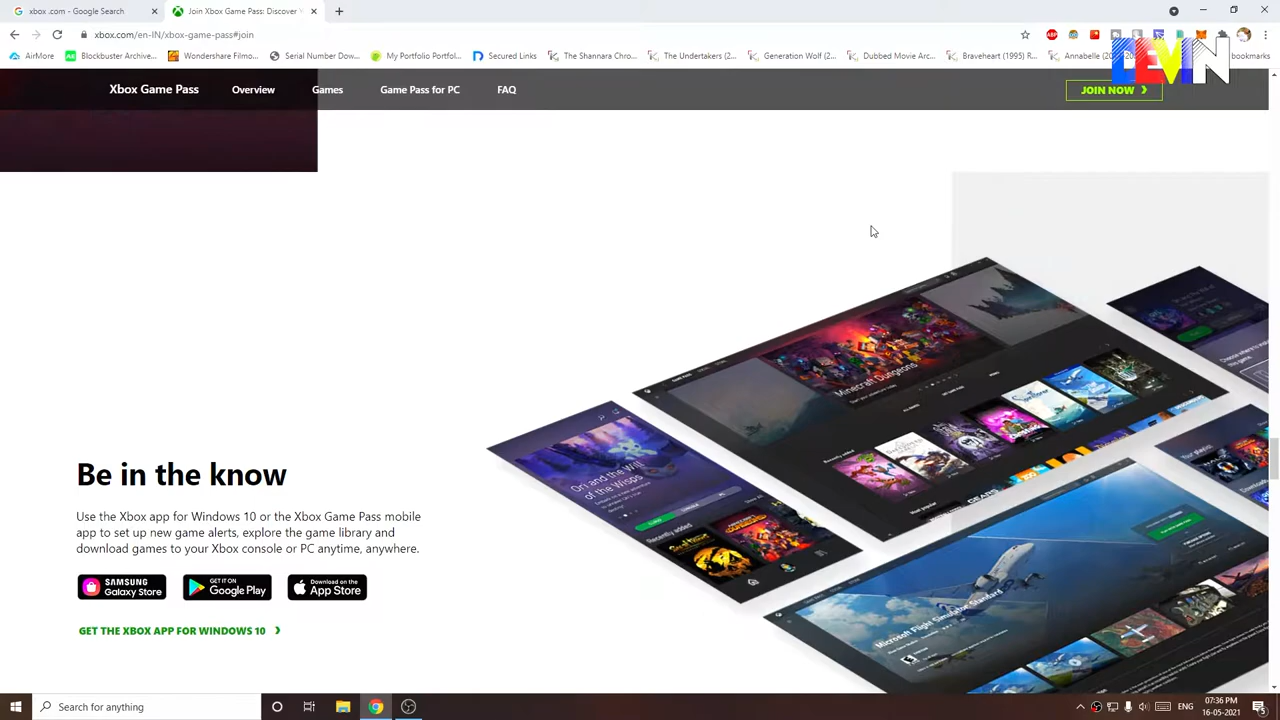 xbox .com - Google Search
Join Xbox Game Pass: Discover
xbox.com/en-IN/xbox-game-pass#join
AirMore
Blockbuster Archive...
Wondershare Filmo...
Serial Number Dow...
My Portfolio Portfol...
Secured Links
The Shannara Chro...
The Undertakers (2...
Generation Wolf (2...
Dubbed Movie Arc...
Braveheart (1995) R...
Annabelle
bookmarks
LEVIN
Xbox Game Pass
Overview
Games
Game Pass for PC
FAQ
JOIN NOW
Minecraft Dungeons
Recently added
Most popular
Ori and the Will
of the Wisps
Recently added
Microsoft Flight Simulator Standard
Be in the know
Use the Xbox app for Windows 10 or the Xbox Game Pass mobile
app to set up new game alerts, explore the game library and
download games to your Xbox console or PC anytime, anywhere.
SAMSUNG
Galaxy Store
GET IT ON
Google Play
Download on the
App Store
GET THE XBOX APP FOR WINDOWS 10
Search for anything
ENG
07:36 PM
16-05-2021